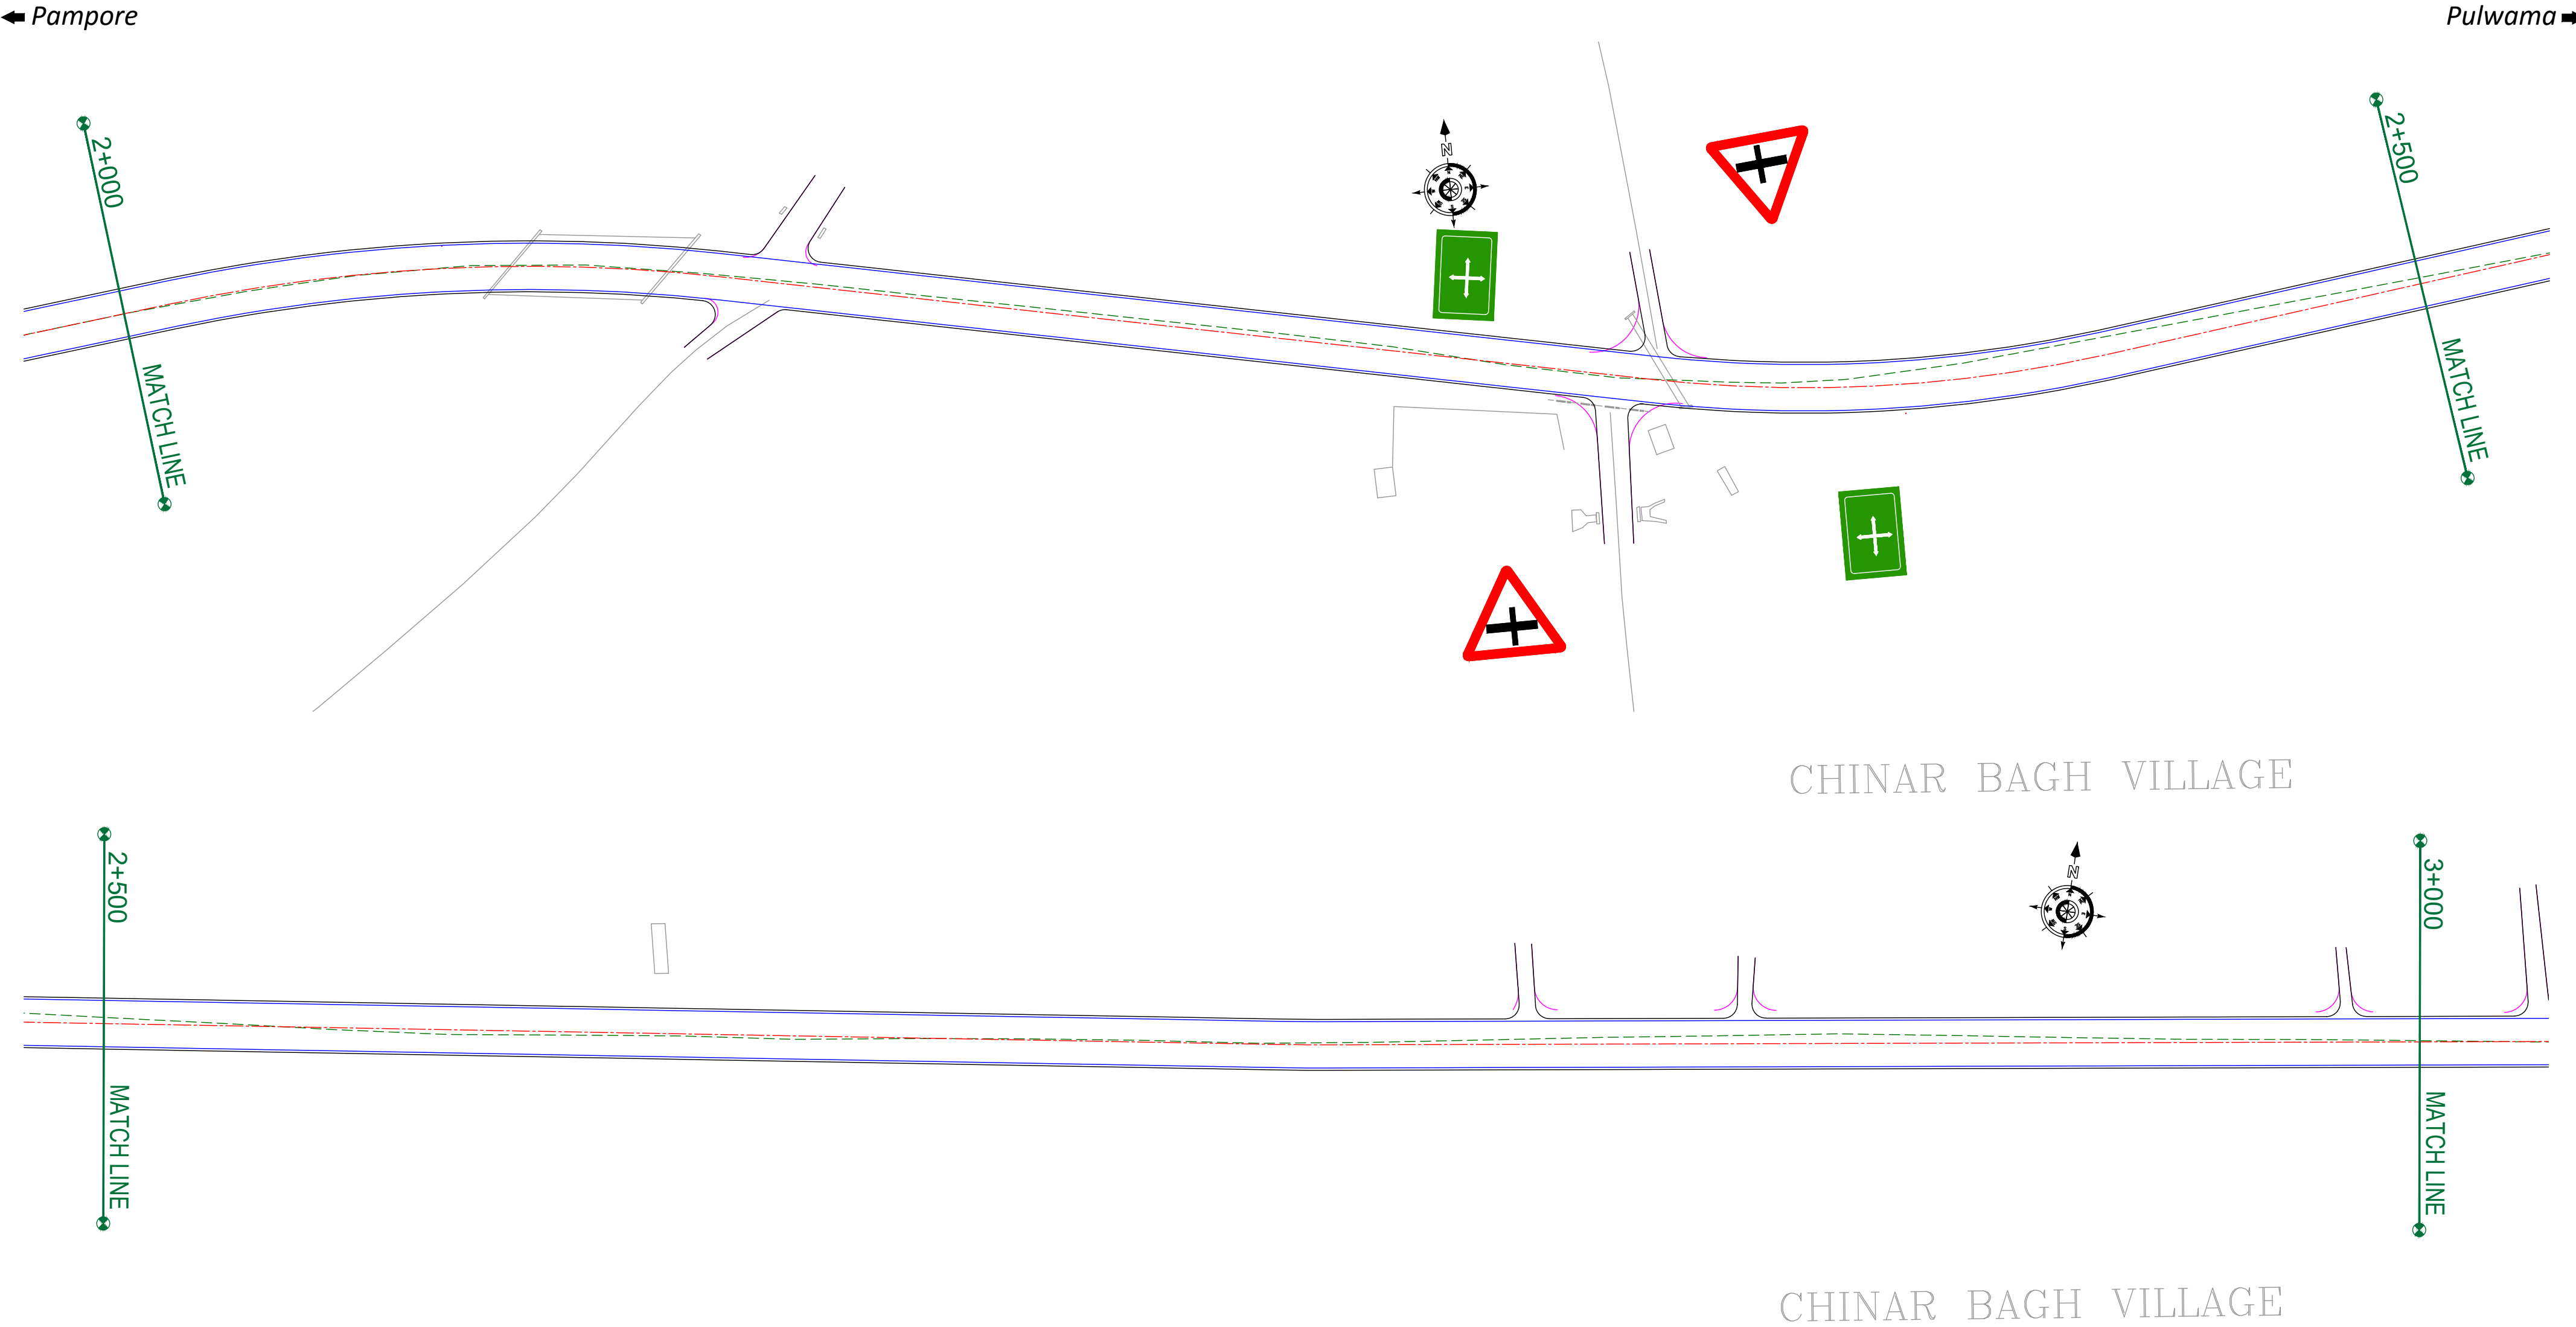 Pampore
Pulwama
2+000
MATCH LINE
N
2+500
MATCH LINE
CHINAR BAGH VILLAGE
2+500
MATCH LINE
N
3+000
MATCH LINE
CHINAR BAGH VILLAGE